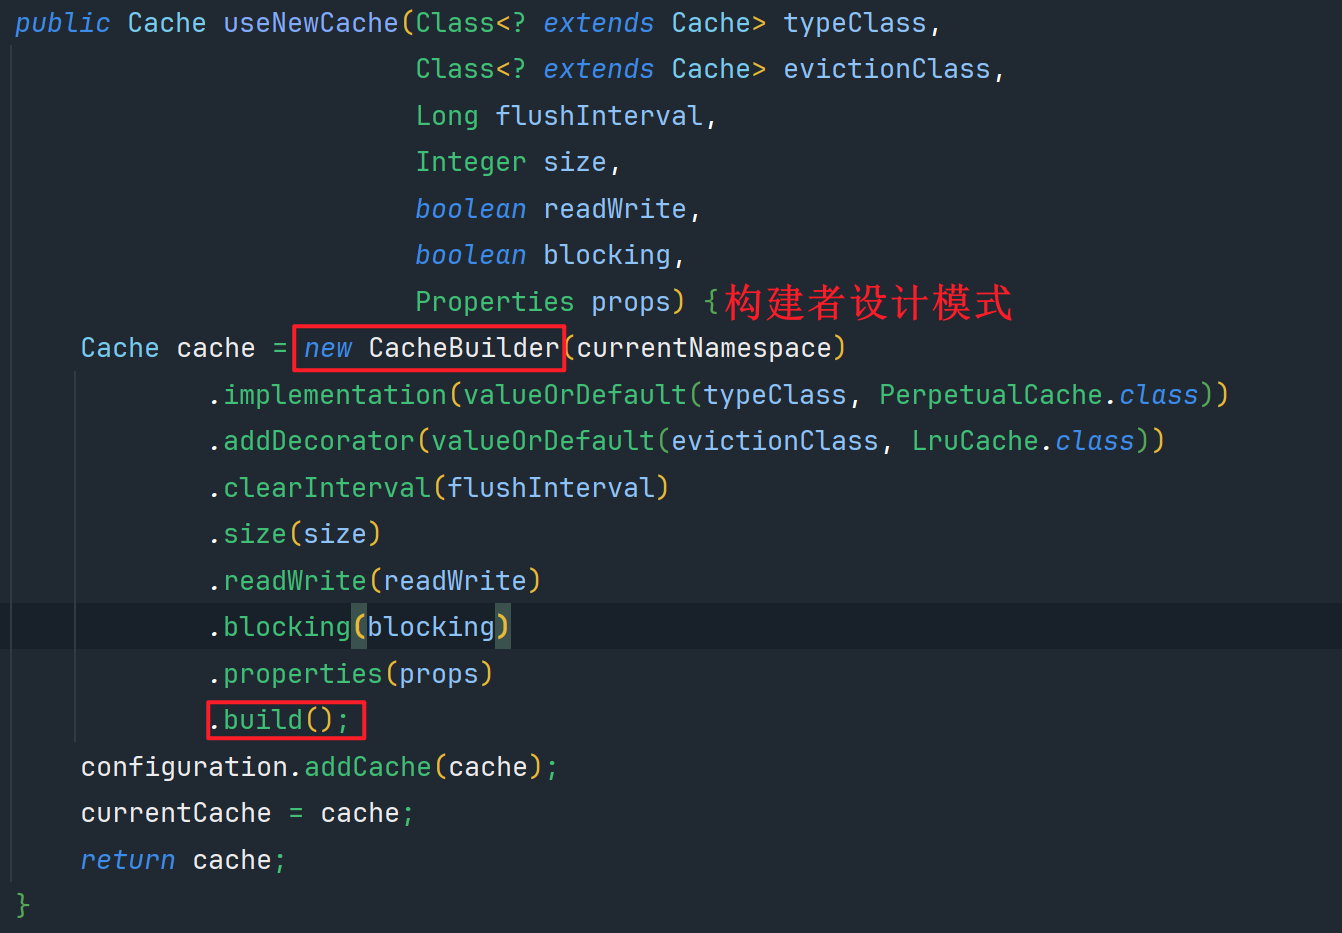 public Cache useNewCache(Class<? extends Cache> typeClass,
Class<? extends Cache> evictionClass,
Long flushInterval,
Integer size,
boolean readWrite,
boolean blocking,
Properties props) { 构建者设计模式
Cache cache = new CacheBuilder(currentNamespace)
.implementation(valueOrDefault(typeClass, PerpetualCache.class))
.addDecorator(valueOrDefault(evictionClass, LruCache.class))
.clearInterval(flushInterval)
.size(size)
.readWrite(readWrite)
.blocking(blocking)
.properties(props)
.build();
configuration.addCache(cache);
currentCache = cache;
return cache;
}